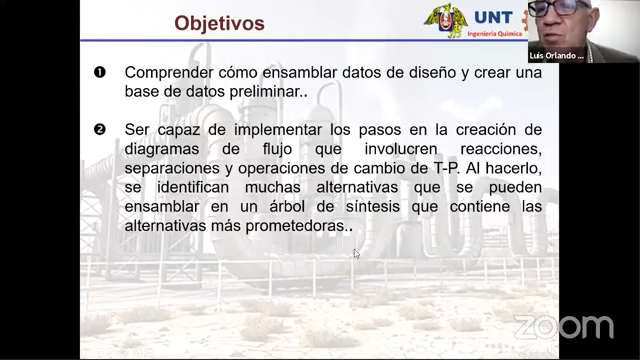 Objetivos
UNT
Ingeniería Química
Luis Orlando ...
❶ Comprender cómo ensamblar datos de diseño y crear una
base de datos preliminar..
❷ Ser capaz de implementar los pasos en la creación de
diagramas de flujo que involucren reacciones,
separaciones y operaciones de cambio de T-P. Al hacerlo,
se identifican muchas alternativas que se pueden
ensamblar en un árbol de síntesis que contiene las
alternativas más prometedoras..
zoom